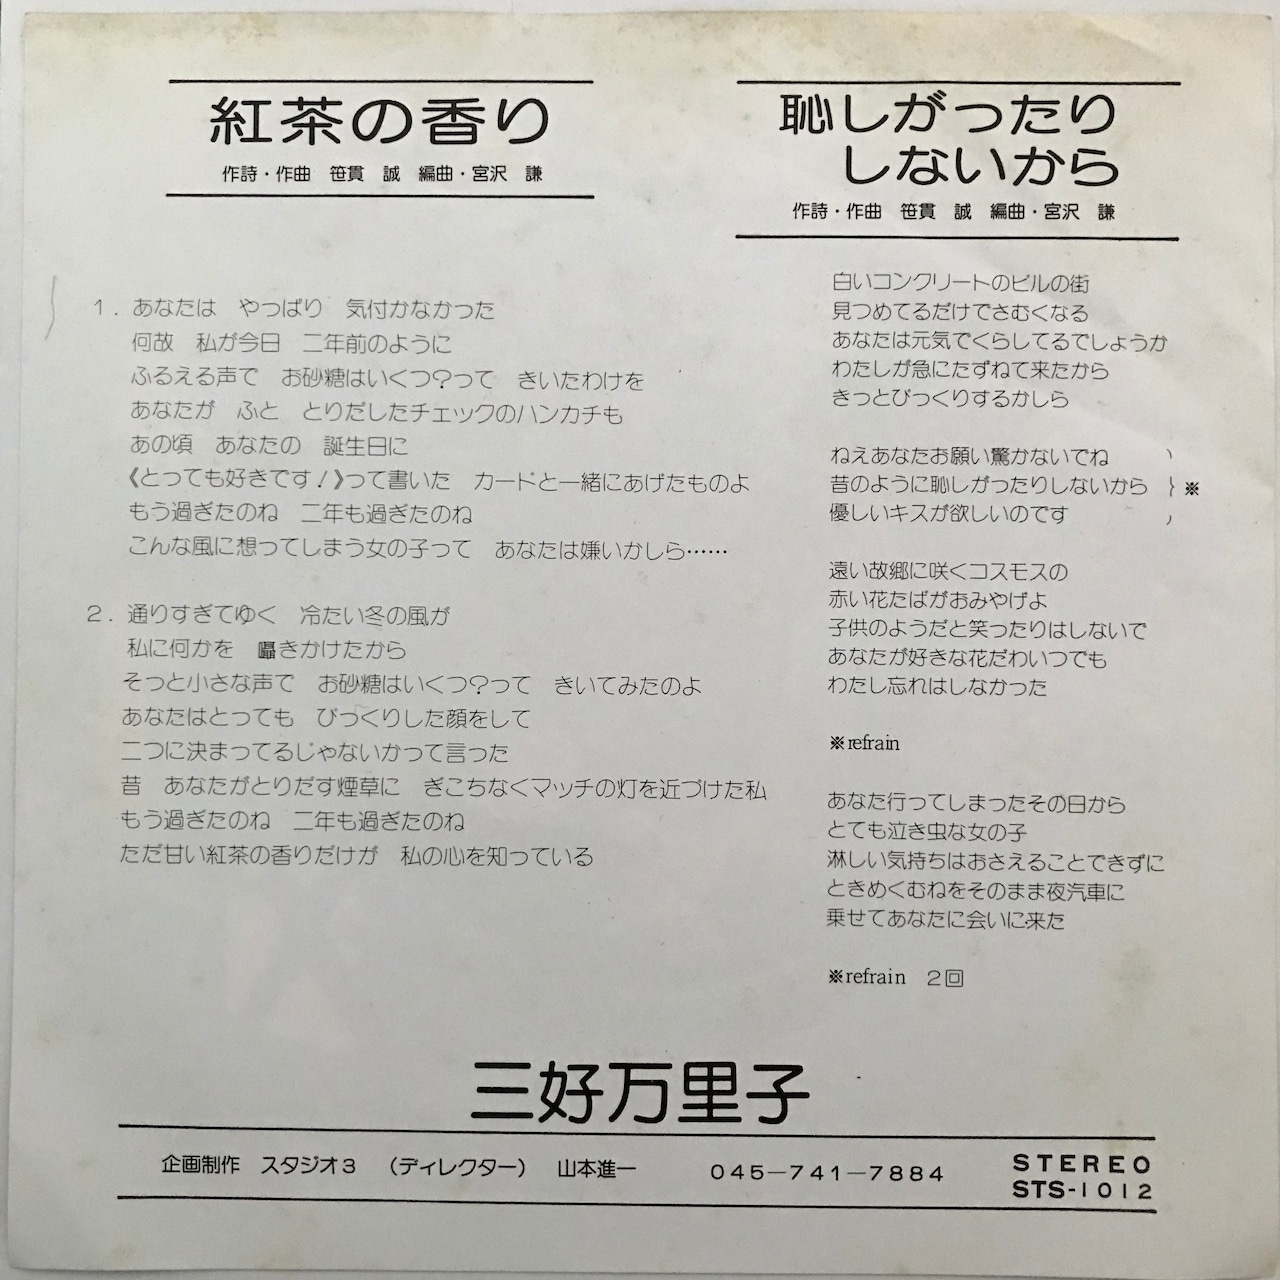 紅茶の香り
作詩・作曲　笹貫　誠　編曲・宮沢　謙
1．あなたは　やっぱり　気付かなかった
何故　私が今日　二年前のように
ふるえる声で　お砂糖はいくつ？って　きいたわけを
あなたが　ふと　とりだしたチェックのハンカチも
あの頃　あなたの　誕生日に
《とっても好きです！》って書いた　カードと一緒にあげたものよ
もう過ぎたのね　二年も過ぎたのね
こんな風に想ってしまう女の子って　あなたは嫌いかしら……
2．通りすぎてゆく　冷たい冬の風が
私に何かを　囁きかけたから
そっと小さな声で　お砂糖はいくつ？って　きいてみたのよ
あなたはとっても　びっくりした顔をして
二つに決まってるじゃないかって言った
昔　あなたがとりだす煙草に　ぎこちなくマッチの灯を近づけた私
もう過ぎたのね　二年も過ぎたのね
ただ甘い紅茶の香りだけが　私の心を知っている
恥しがったり
しないから
作詩・作曲　笹貫　誠　編曲・宮沢　謙
白いコンクリートのビルの街
見つめてるだけでさむくなる
あなたは元気でくらしてるでしょうか
わたしが急にたずねて来たから
きっとびっくりするかしら
ねえあなたお願い驚かないでね
昔のように恥しがったりしないから ※
優しいキスが欲しいのです
遠い故郷に咲くコスモスの
赤い花たばがおみやげよ
子供のようだと笑ったりはしないで
あなたが好きな花だわいつでも
わたし忘れはしなかった
※refrain
あなた行ってしまったその日から
とても泣き虫な女の子
淋しい気持ちはおさえることできずに
ときめくむねをそのまま夜汽車に
乗せてあなたに会いに来た
※refrain　2回
三好万里子
企画制作　スタジオ3　（ディレクター）　山本進一　045—741—7884
STEREO
STS-1012